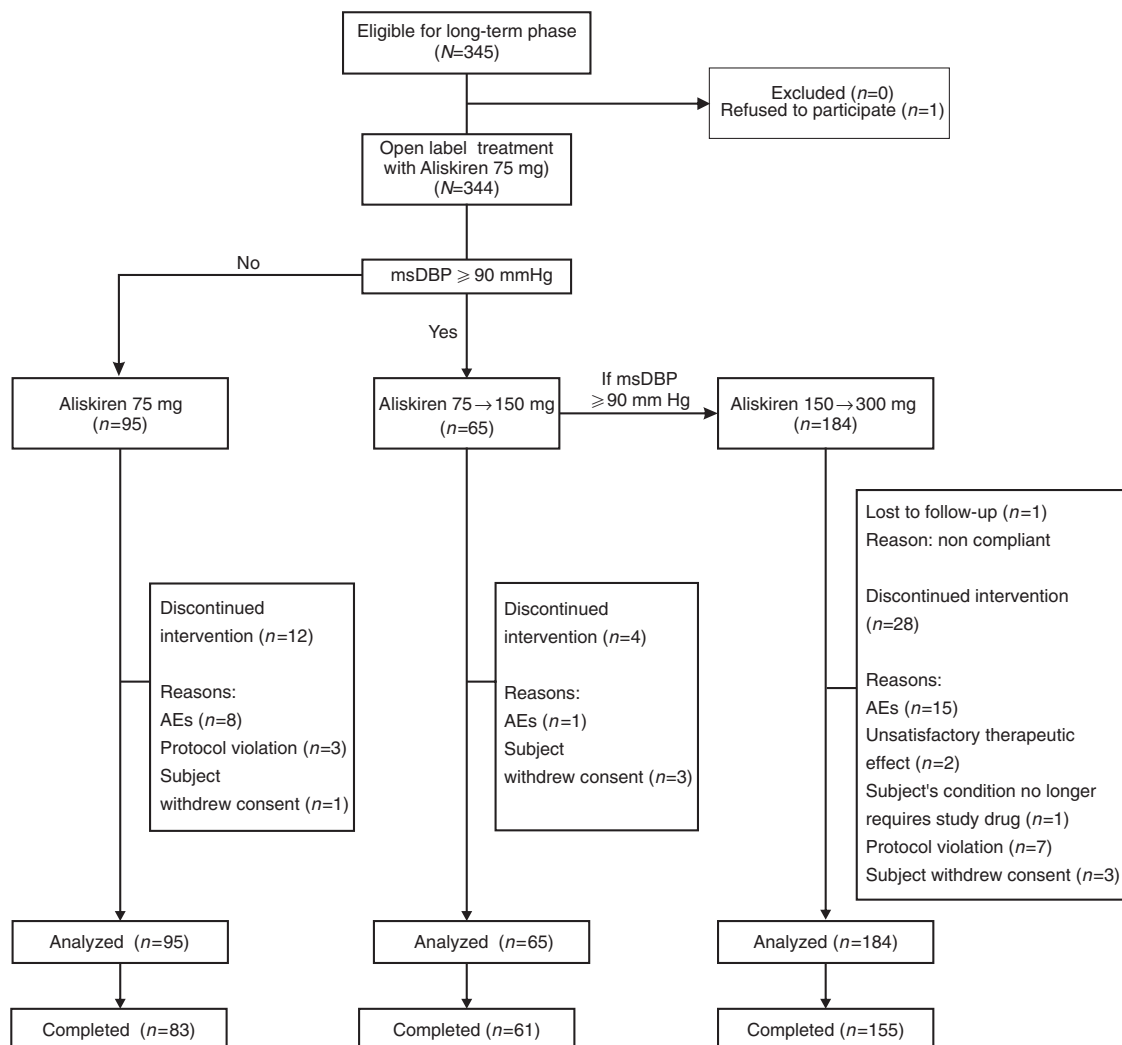 Eligible for long-term phase
(N=345)
Excluded (n=0)
Refused to participate (n=1)
Open label treatment
with Aliskiren 75 mg)
(N=344)
No
msDBP ⩾ 90 mmHg
Yes
Aliskiren 75 mg
(n=95)
Aliskiren 75→150 mg
(n=65)
If msDBP
⩾90 mm Hg
Aliskiren 150→300 mg
(n=184)
Discontinued
intervention (n=12)
Reasons:
AEs (n=8)
Protocol violation (n=3)
Subject
withdrew consent (n=1)
Discontinued
intervention (n=4)
Reasons:
AEs (n=1)
Subject
withdrew consent (n=3)
Lost to follow-up (n=1)
Reason: non compliant
Discontinued intervention
(n=28)
Reasons:
AEs (n=15)
Unsatisfactory therapeutic
effect (n=2)
Subject's condition no longer
requires study drug (n=1)
Protocol violation (n=7)
Subject withdrew consent (n=3)
Analyzed (n=95)
Analyzed (n=65)
Analyzed (n=184)
Completed (n=83)
Completed (n=61)
Completed (n=155)